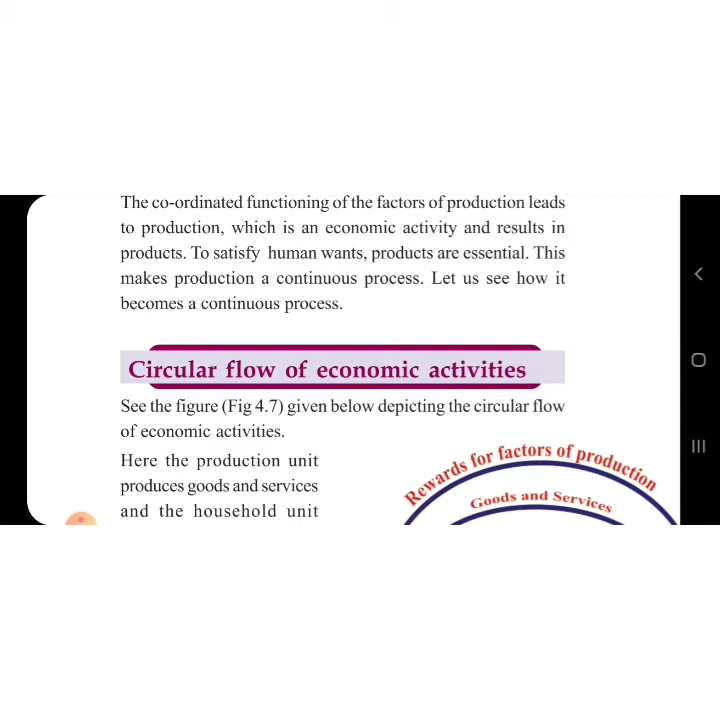 The co-ordinated functioning of the factors of production leads
to production, which is an economic activity and results in
products. To satisfy human wants, products are essential. This
makes production a continuous process. Let us see how it
becomes a continuous process.
Circular flow of economic activities
See the figure (Fig 4.7) given below depicting the circular flow
of economic activities.
Here the production unit
produces goods and services
and the household unit
Rewards for factors of production
Goods and Services